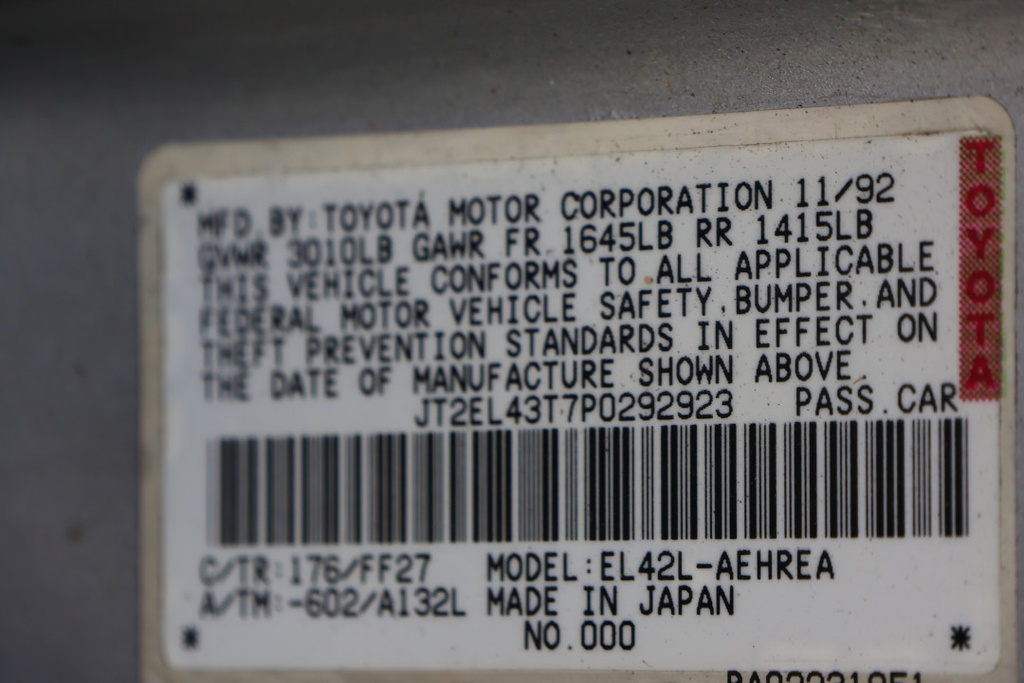 MFD. BY:TOYOTA MOTOR CORPORATION 11/92
GVWR 3010LB GAWR FR.1645LB RR 1415LB
THIS VEHICLE CONFORMS TO ALL APPLICABLE
FEDERAL MOTOR VEHICLE SAFETY,BUMPER,AND
THEFT PREVENTION STANDARDS IN EFFECT ON
THE DATE OF MANUFACTURE SHOWN ABOVE
JT2EL43T7P0292923 PASS.CAR
C/TR:176/FF27 MODEL:EL42L-AEHREA
A/TM:-602/A132L MADE IN JAPAN
NO.000
TOYOTA